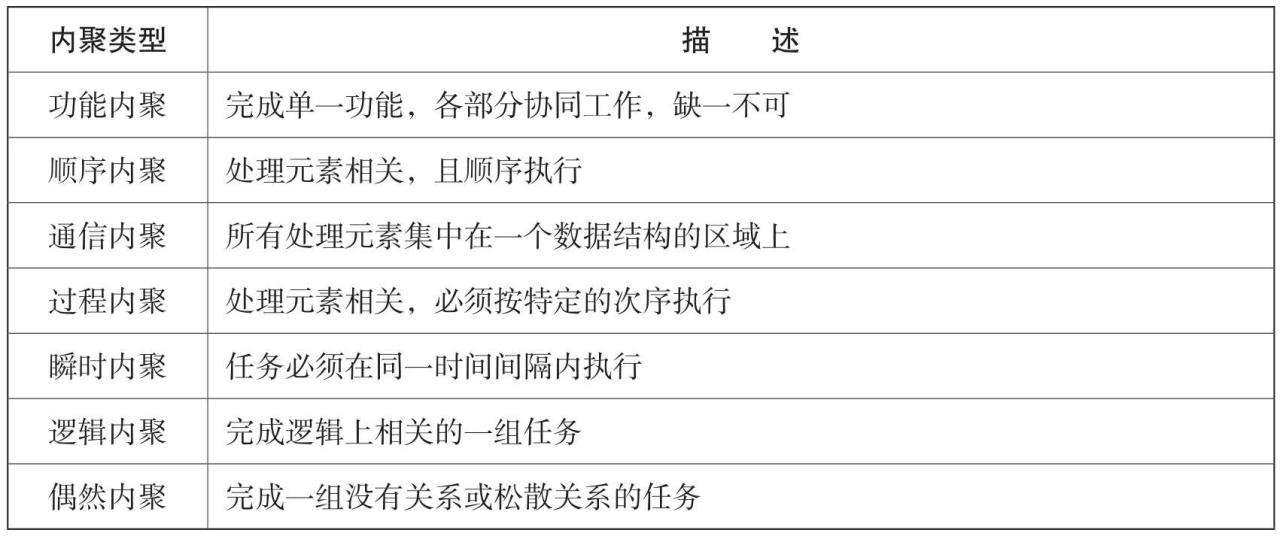 内聚类型 描 述
功能内聚 完成单一功能，各部分协同工作，缺一不可
顺序内聚 处理元素相关，且顺序执行
通信内聚 所有处理元素集中在一个数据结构的区域上
过程内聚 处理元素相关，必须按特定的次序执行
瞬时内聚 任务必须在同一时间间隔内执行
逻辑内聚 完成逻辑上相关的一组任务
偶然内聚 完成一组没有关系或松散关系的任务